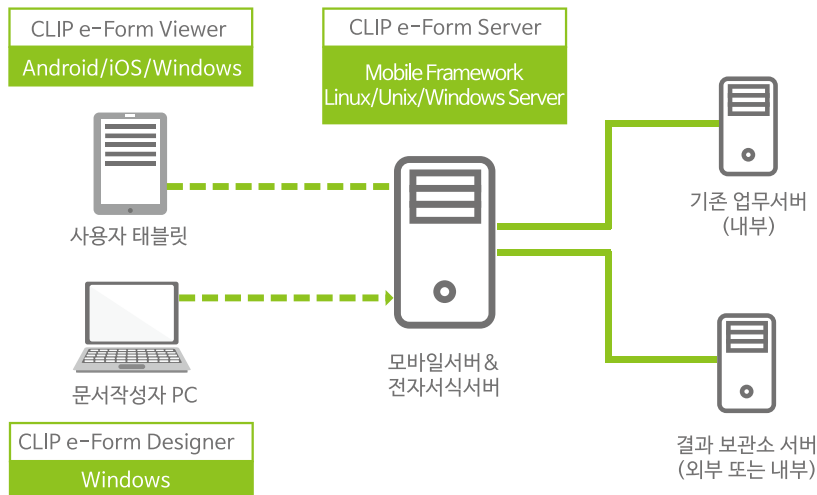 CLIP e-Form Viewer
Android/iOS/Windows
사용자 태블릿
CLIP e-Form Server
Mobile Framework
Linux/Unix/Windows Server
모바일서버&
전자서식서버
기존 업무서버
(내부)
문서작성자 PC
CLIP e-Form Designer
Windows
결과 보관소 서버
(외부 또는 내부)